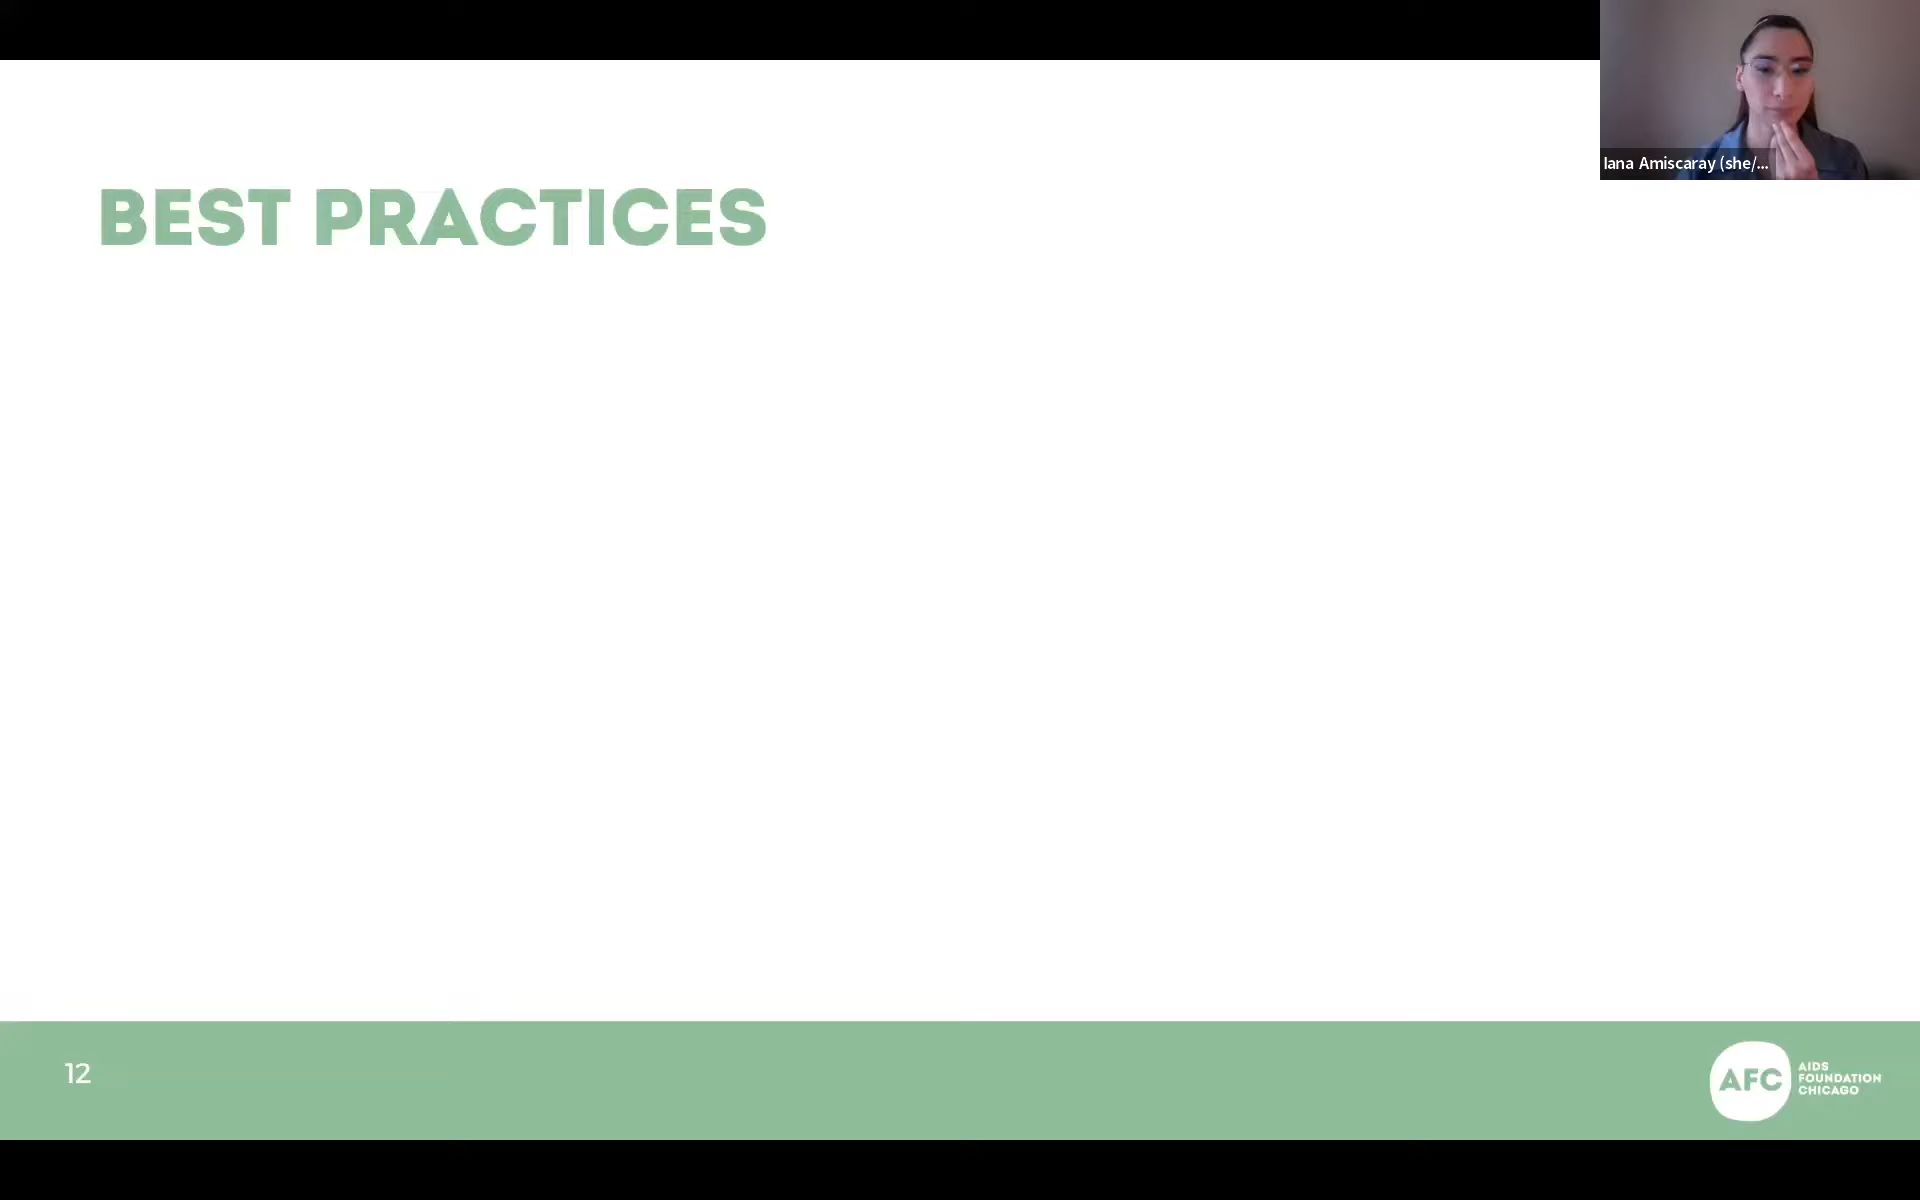 Iana Amiscaray (she/...
BEST PRACTICES
12
AFC
AIDS
FOUNDATION
CHICAGO